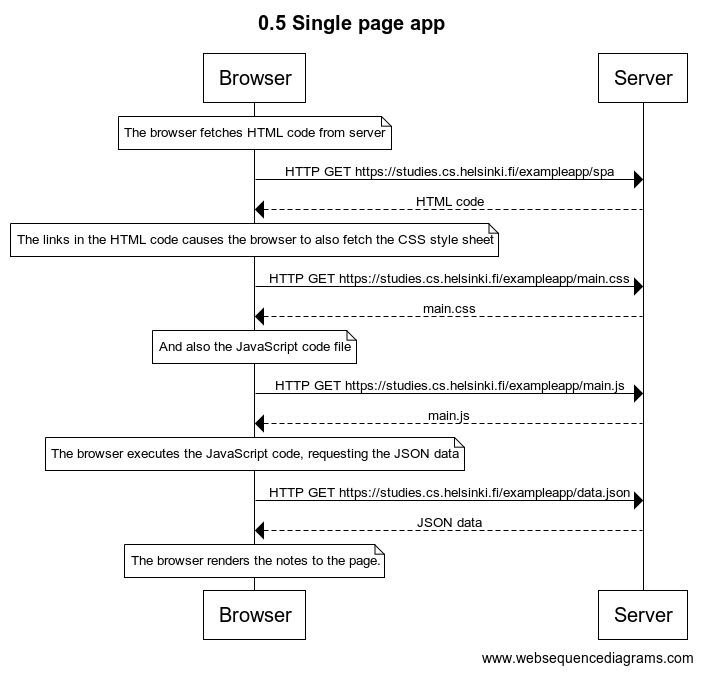 0.5 Single page app
Browser
Server
The browser fetches HTML code from server
HTTP GET https://studies.cs.helsinki.fi/exampleapp/spa
HTML code
The links in the HTML code causes the browser to also fetch the CSS style sheet
HTTP GET https://studies.cs.helsinki.fi/exampleapp/main.css
main.css
And also the JavaScript code file
HTTP GET https://studies.cs.helsinki.fi/exampleapp/main.js
main.js
The browser executes the JavaScript code, requesting the JSON data
HTTP GET https://studies.cs.helsinki.fi/exampleapp/data.json
JSON data
The browser renders the notes to the page.
Browser
Server
www.websequencediagrams.com